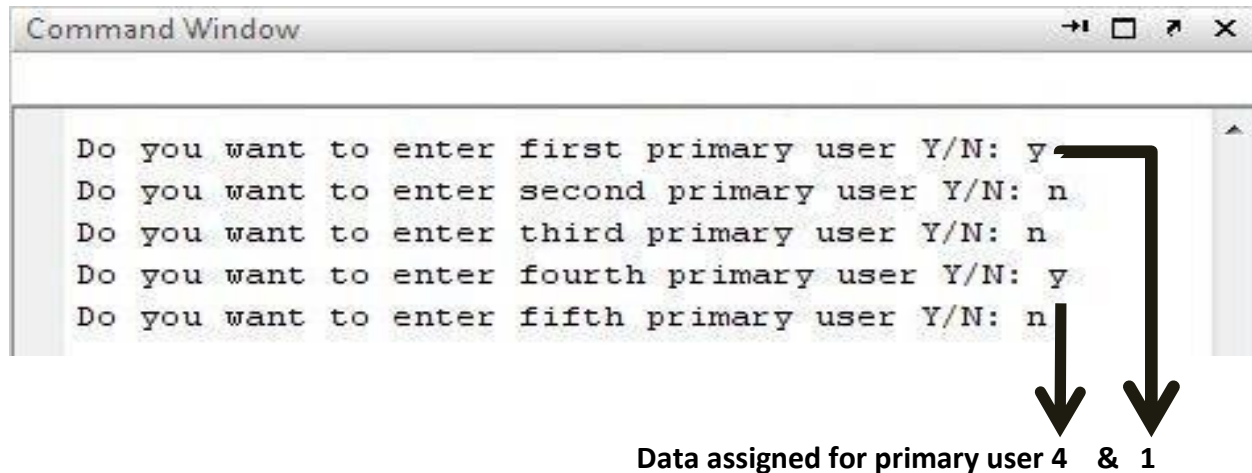 Command Window
Do you want to enter first primary user Y/N: y
Do you want to enter second primary user Y/N: n
Do you want to enter third primary user Y/N: n
Do you want to enter fourth primary user Y/N: y
Do you want to enter fifth primary user Y/N: n
Data assigned for primary user 4 & 1